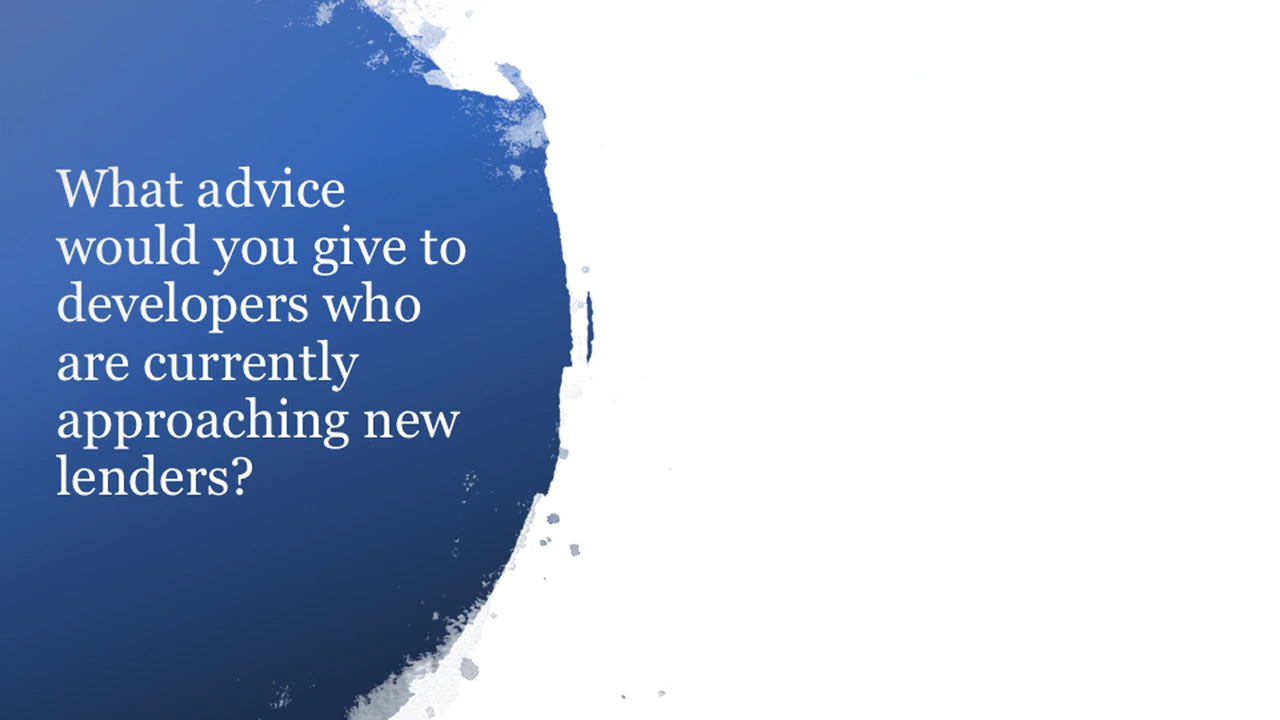 What advice
would you give to
developers who
are currently
approaching new
lenders?